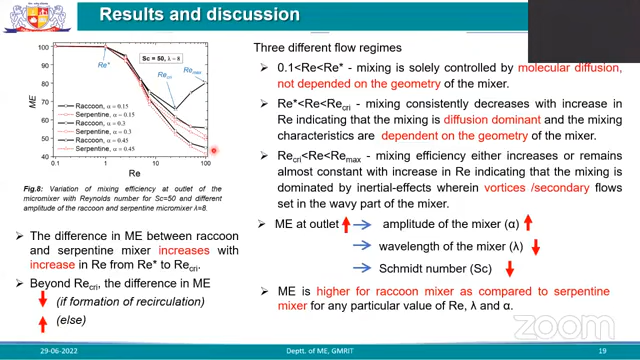 Results and discussion
100
90
80
70
60
50
40
ME
0.1
1
10
100
Re
Sc= 50, λ = 8
Re*
Re_cri
Re_max
Raccoon, α = 0.15
Serpentine, α = 0.15
Raccoon, α = 0.3
Serpentine, α = 0.3
Raccoon, α = 0.45
Serpentine, α = 0.45
Fig.8: Variation of mixing efficiency at outlet of the
micromixer with Reynolds number for Sc=50 and different
amplitude of the raccoon and serpentine micromixer λ=8.
➢ The difference in ME between raccoon
and serpentine mixer increases with
increase in Re from Re* to Re_cri.
➢ Beyond Re_cri, the difference in ME
(if formation of recirculation)
(else)
Three different flow regimes
➢ 0.1<Re<Re* - mixing is solely controlled by molecular diffusion,
not depended on the geometry of the mixer.
➢ Re*<Re<Re_cri - mixing consistently decreases with increase in
Re indicating that the mixing is diffusion dominant and the mixing
characteristics are dependent on the geometry of the mixer.
➢ Re_cri<Re<Re_max - mixing efficiency either increases or remains
almost constant with increase in Re indicating that the mixing is
dominated by inertial-effects wherein vortices /secondary flows
set in the wavy part of the mixer.
➢ ME at outlet ↑ → amplitude of the mixer (α) ↑
→ wavelength of the mixer (λ) ↓
→ Schmidt number (Sc) ↓
➢ ME is higher for raccoon mixer as compared to serpentine
mixer for any particular value of Re, λ and α.
zoom
29-06-2022
Deptt. of ME, GMRIT
19